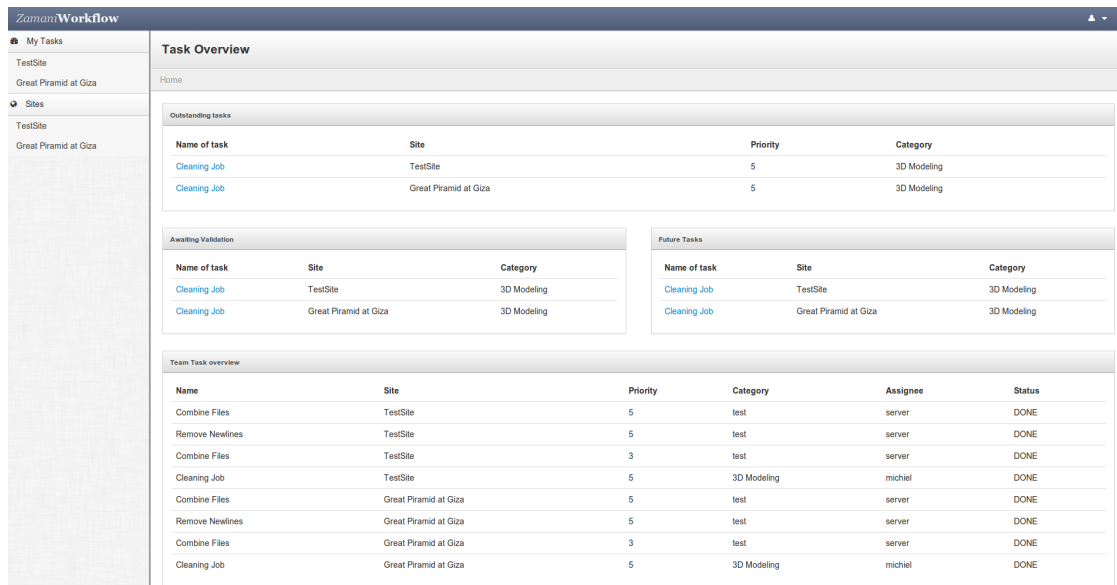 ZamaniWorkflow
My Tasks
TestSite
Great Piramid at Giza
Sites
TestSite
Great Piramid at Giza
Task Overview
Home
Outstanding tasks
Name of task Site Priority Category
Cleaning Job TestSite 5 3D Modeling
Cleaning Job Great Piramid at Giza 5 3D Modeling
Awaiting Validation
Name of task Site Category
Cleaning Job TestSite 3D Modeling
Cleaning Job Great Piramid at Giza 3D Modeling
Future Tasks
Name of task Site Category
Cleaning Job TestSite 3D Modeling
Cleaning Job Great Piramid at Giza 3D Modeling
Team Task overview
Name Site Priority Category Assignee Status
Combine Files TestSite 5 test server DONE
Remove Newlines TestSite 5 test server DONE
Combine Files TestSite 3 test server DONE
Cleaning Job TestSite 5 3D Modeling michiel DONE
Combine Files Great Piramid at Giza 5 test server DONE
Remove Newlines Great Piramid at Giza 5 test server DONE
Combine Files Great Piramid at Giza 3 test server DONE
Cleaning Job Great Piramid at Giza 5 3D Modeling michiel DONE